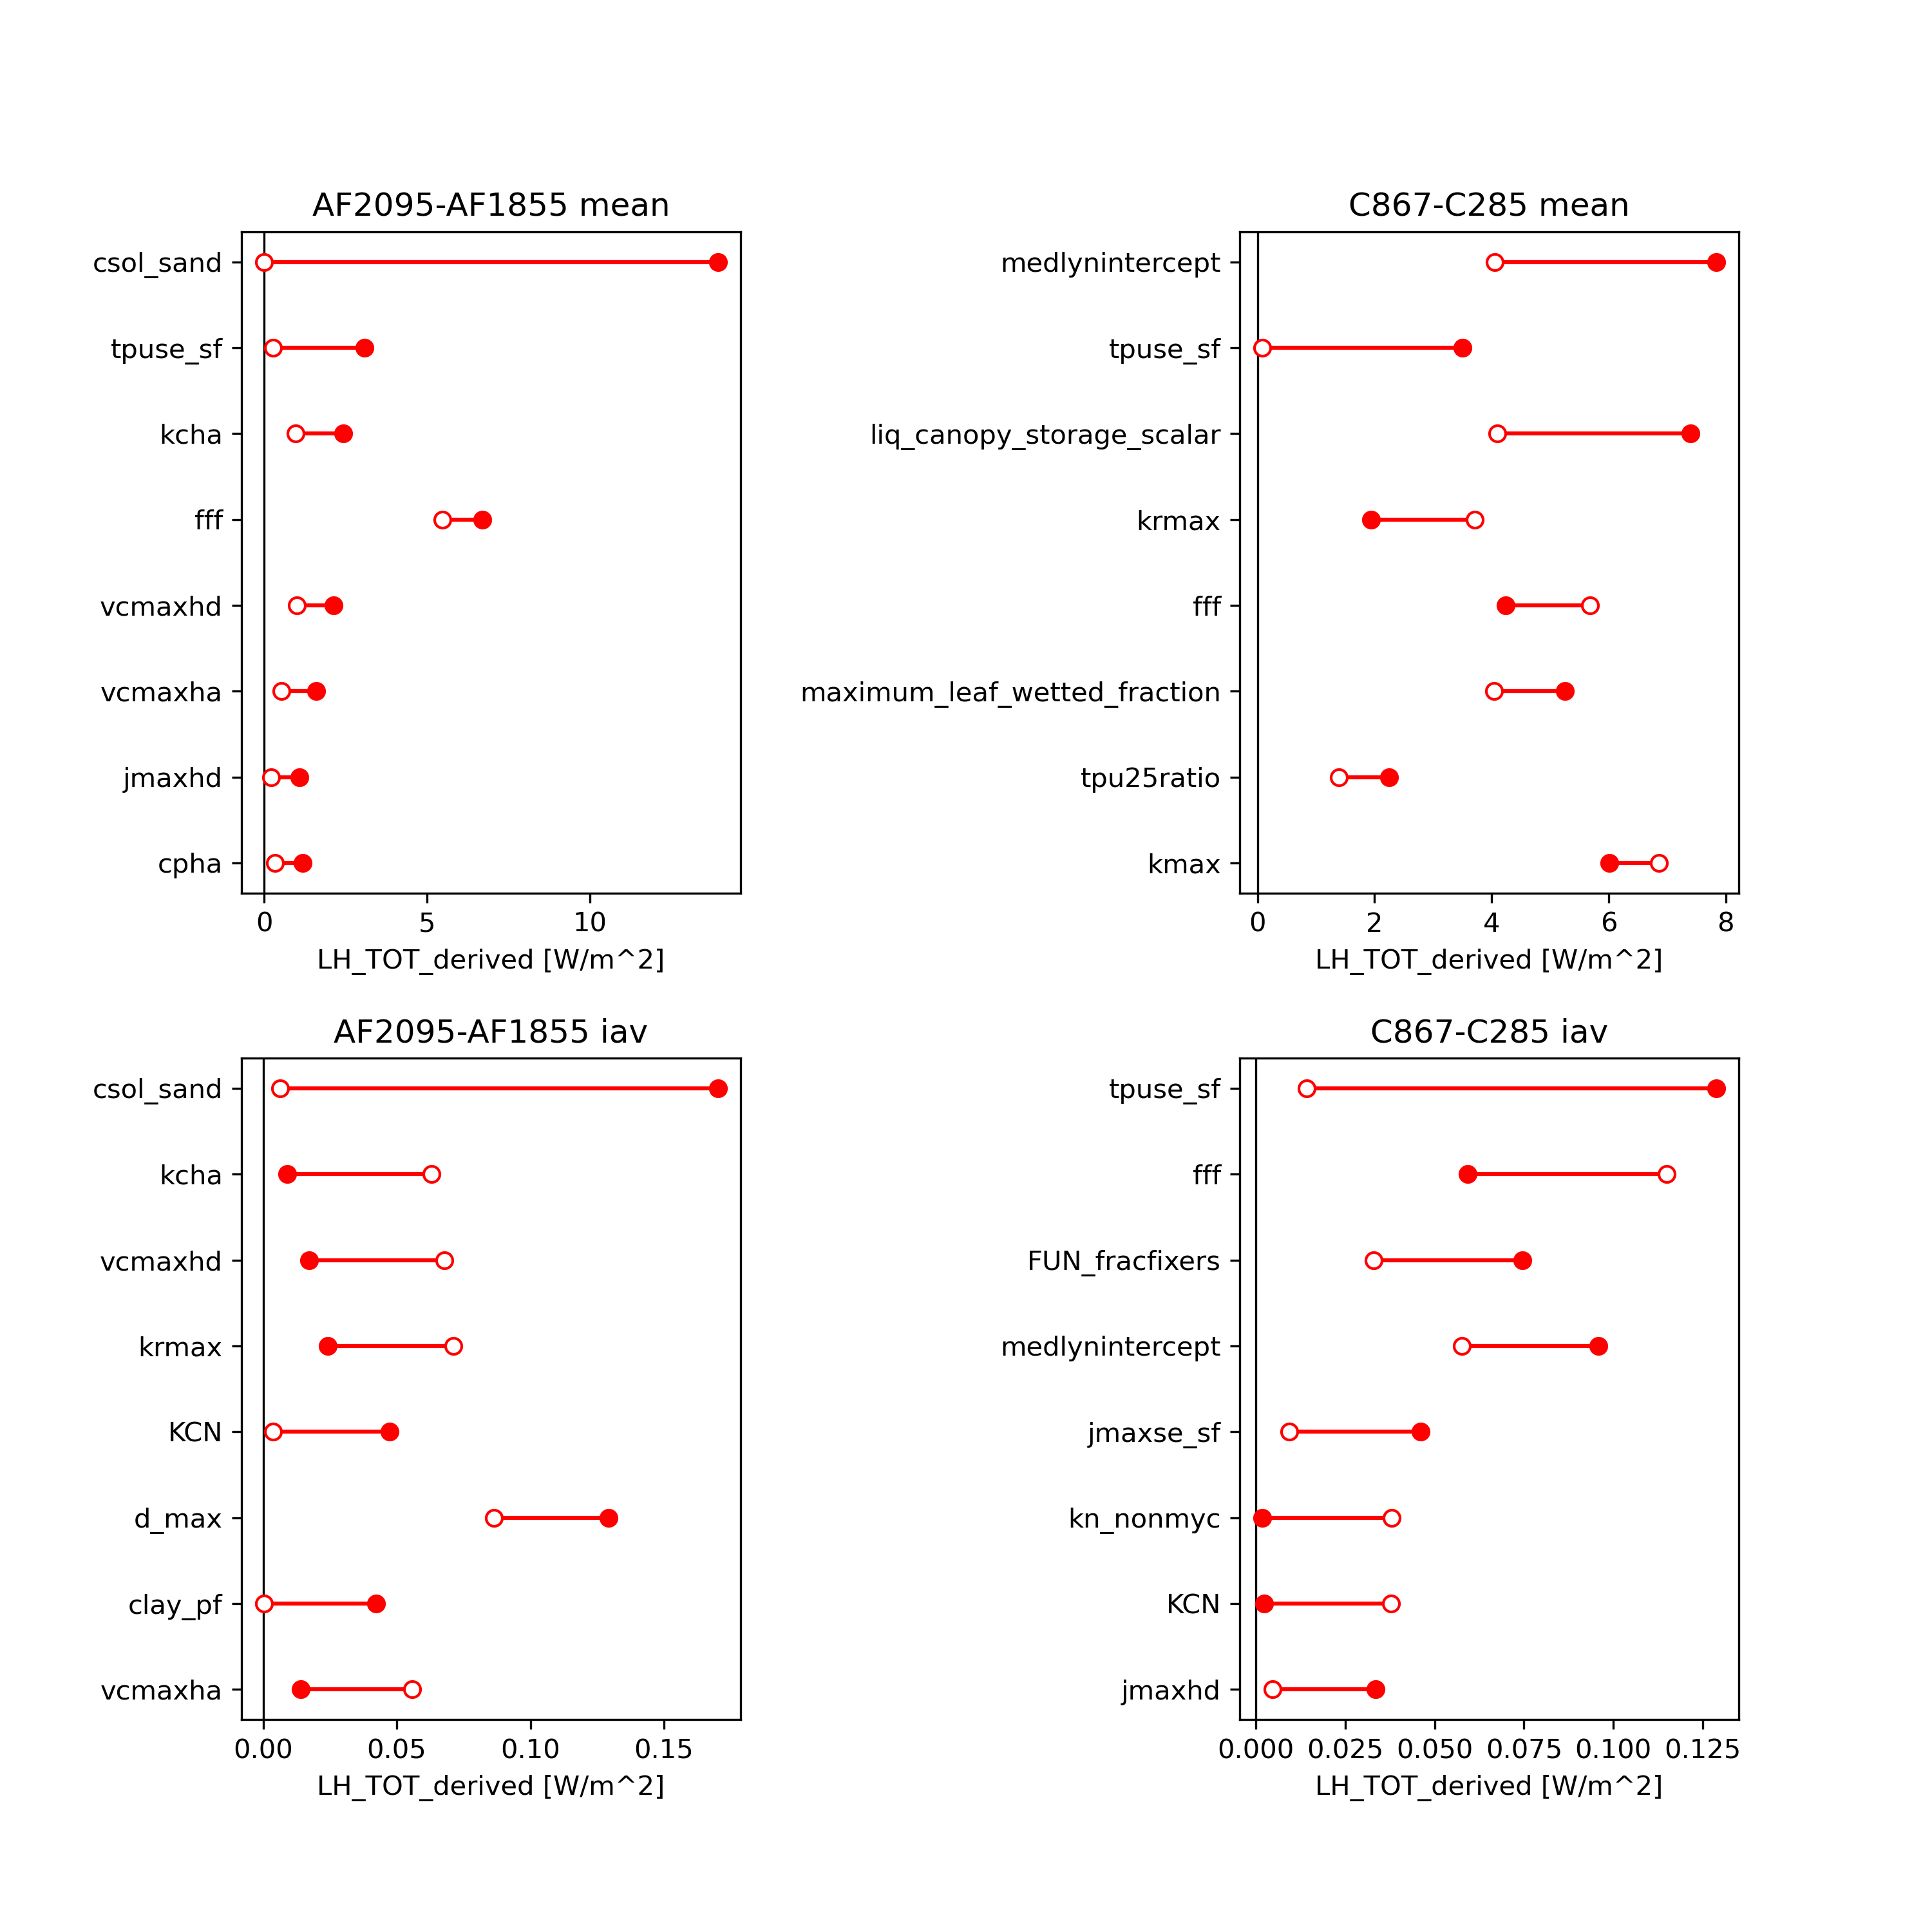 AF2095-AF1855 mean
csol_sand
tpuse_sf
kcha
fff
vcmaxhd
vcmaxha
jmaxhd
cpha
0 5 10
LH_TOT_derived [W/m^2]
C867-C285 mean
medlynintercept
tpuse_sf
liq_canopy_storage_scalar
krmax
fff
maximum_leaf_wetted_fraction
tpu25ratio
kmax
0 2 4 6 8
LH_TOT_derived [W/m^2]
AF2095-AF1855 iav
csol_sand
kcha
vcmaxhd
krmax
KCN
d_max
clay_pf
vcmaxha
0.00 0.05 0.10 0.15
LH_TOT_derived [W/m^2]
C867-C285 iav
tpuse_sf
fff
FUN_fracfixers
medlynintercept
jmaxse_sf
kn_nonmyc
KCN
jmaxhd
0.000 0.025 0.050 0.075 0.100 0.125
LH_TOT_derived [W/m^2]